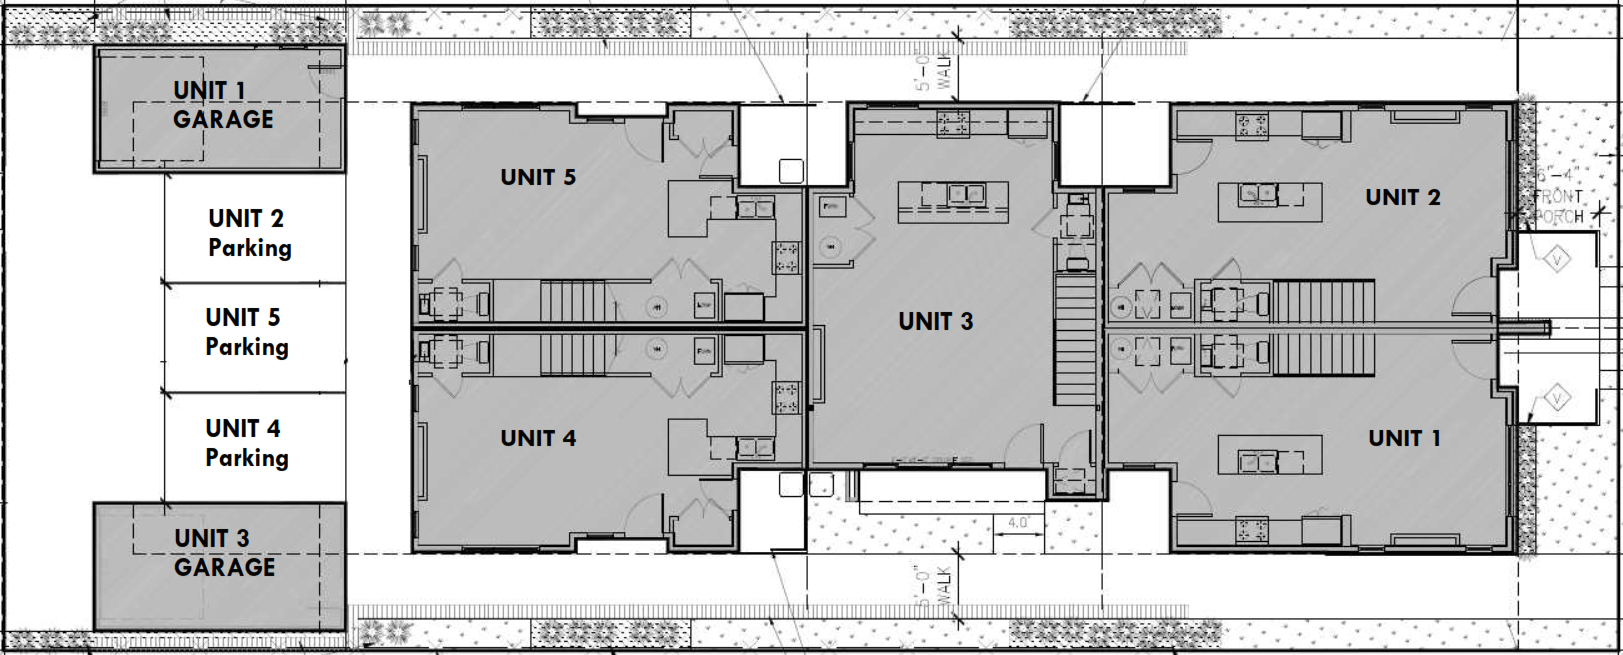 UNIT 1
GARAGE
5'-0"
WALK
UNIT 5
UNIT 2
6'-4"
FRONT
PORCH
UNIT 2
Parking
V
UNIT 5
Parking
UNIT 3
UNIT 4
Parking
UNIT 4
UNIT 1
V
UNIT 3
GARAGE
4.0'
5'-0"
WALK